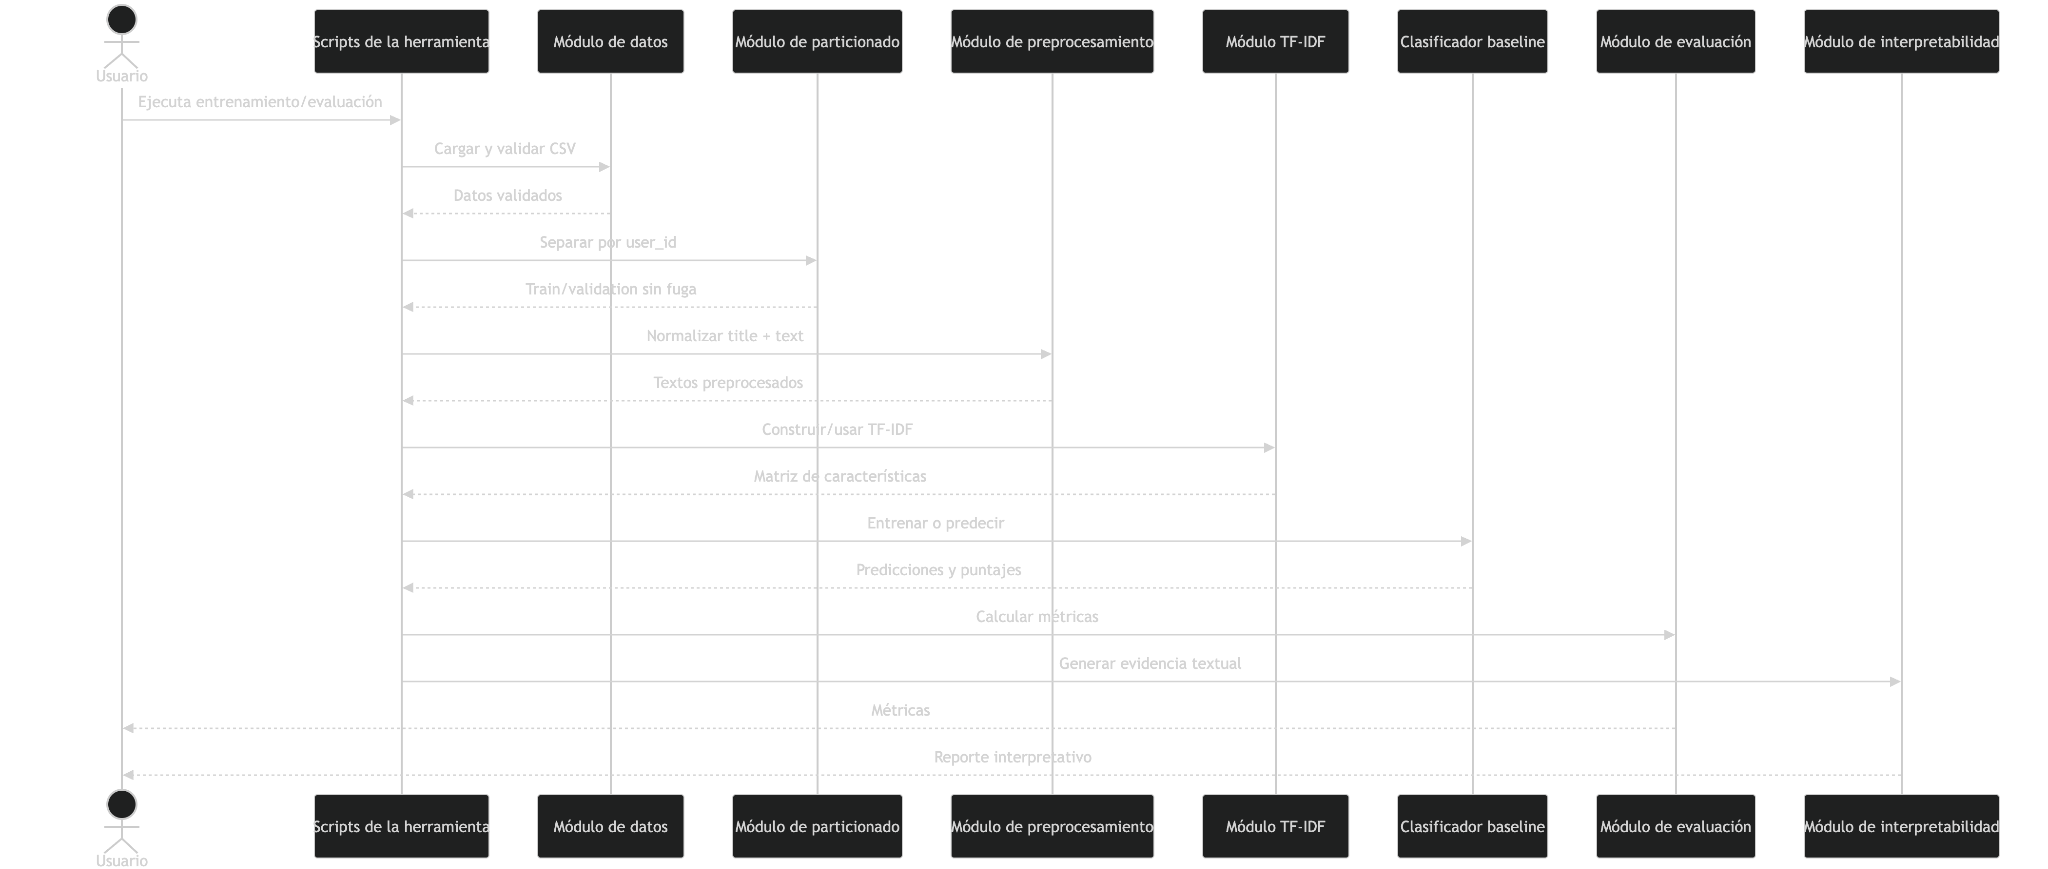 Usuario
Scripts de la herramienta
Módulo de datos
Módulo de particionado
Módulo de preprocesamiento
Módulo TF-IDF
Clasificador baseline
Módulo de evaluación
Módulo de interpretabilidad
Ejecuta entrenamiento/evaluación
Cargar y validar CSV
Datos validados
Separar por user_id
Train/validation sin fuga
Normalizar title + text
Textos preprocesados
Construir/usar TF-IDF
Matriz de características
Entrenar o predecir
Predicciones y puntajes
Calcular métricas
Generar evidencia textual
Métricas
Reporte interpretativo
Usuario
Scripts de la herramienta
Módulo de datos
Módulo de particionado
Módulo de preprocesamiento
Módulo TF-IDF
Clasificador baseline
Módulo de evaluación
Módulo de interpretabilidad